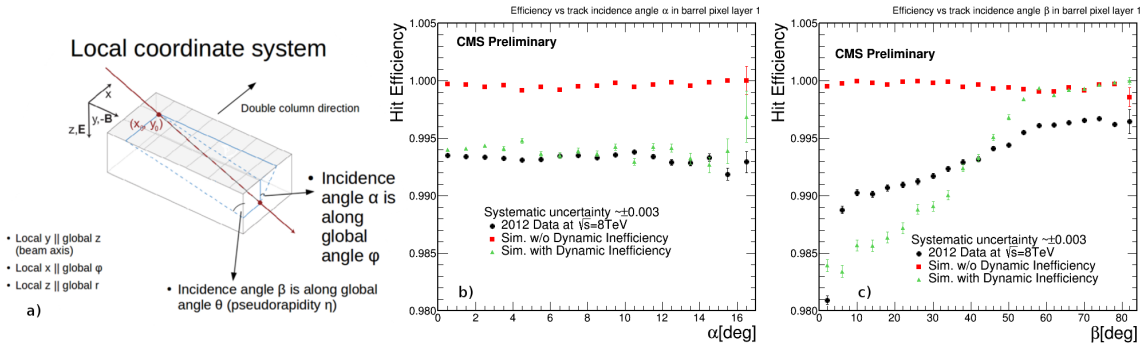 Local coordinate system
x
y,-B
z,E
(x₀, y₀)
Double column direction
• Incidence
angle α is
along
global
angle φ
• Local y || global z
(beam axis)
• Local x || global φ
• Local z || global r
• Incidence angle β is along global
angle θ (pseudorapidity η)
a)
Efficiency vs track incidence angle α in barrel pixel layer 1
CMS Preliminary
Hit Efficiency
1.005
1.000
0.995
0.990
0.985
0.980
Systematic uncertainty ~±0.003
2012 Data at √s=8TeV
Sim. w/o Dynamic Inefficiency
Sim. with Dynamic Inefficiency
b)
0 2 4 6 8 10 12 14 16
α[deg]
Efficiency vs track incidence angle β in barrel pixel layer 1
CMS Preliminary
Hit Efficiency
1.005
1.000
0.995
0.990
0.985
0.980
Systematic uncertainty ~±0.003
2012 Data at √s=8TeV
Sim. w/o Dynamic Inefficiency
Sim. with Dynamic Inefficiency
c)
0 10 20 30 40 50 60 70 80
β[deg]